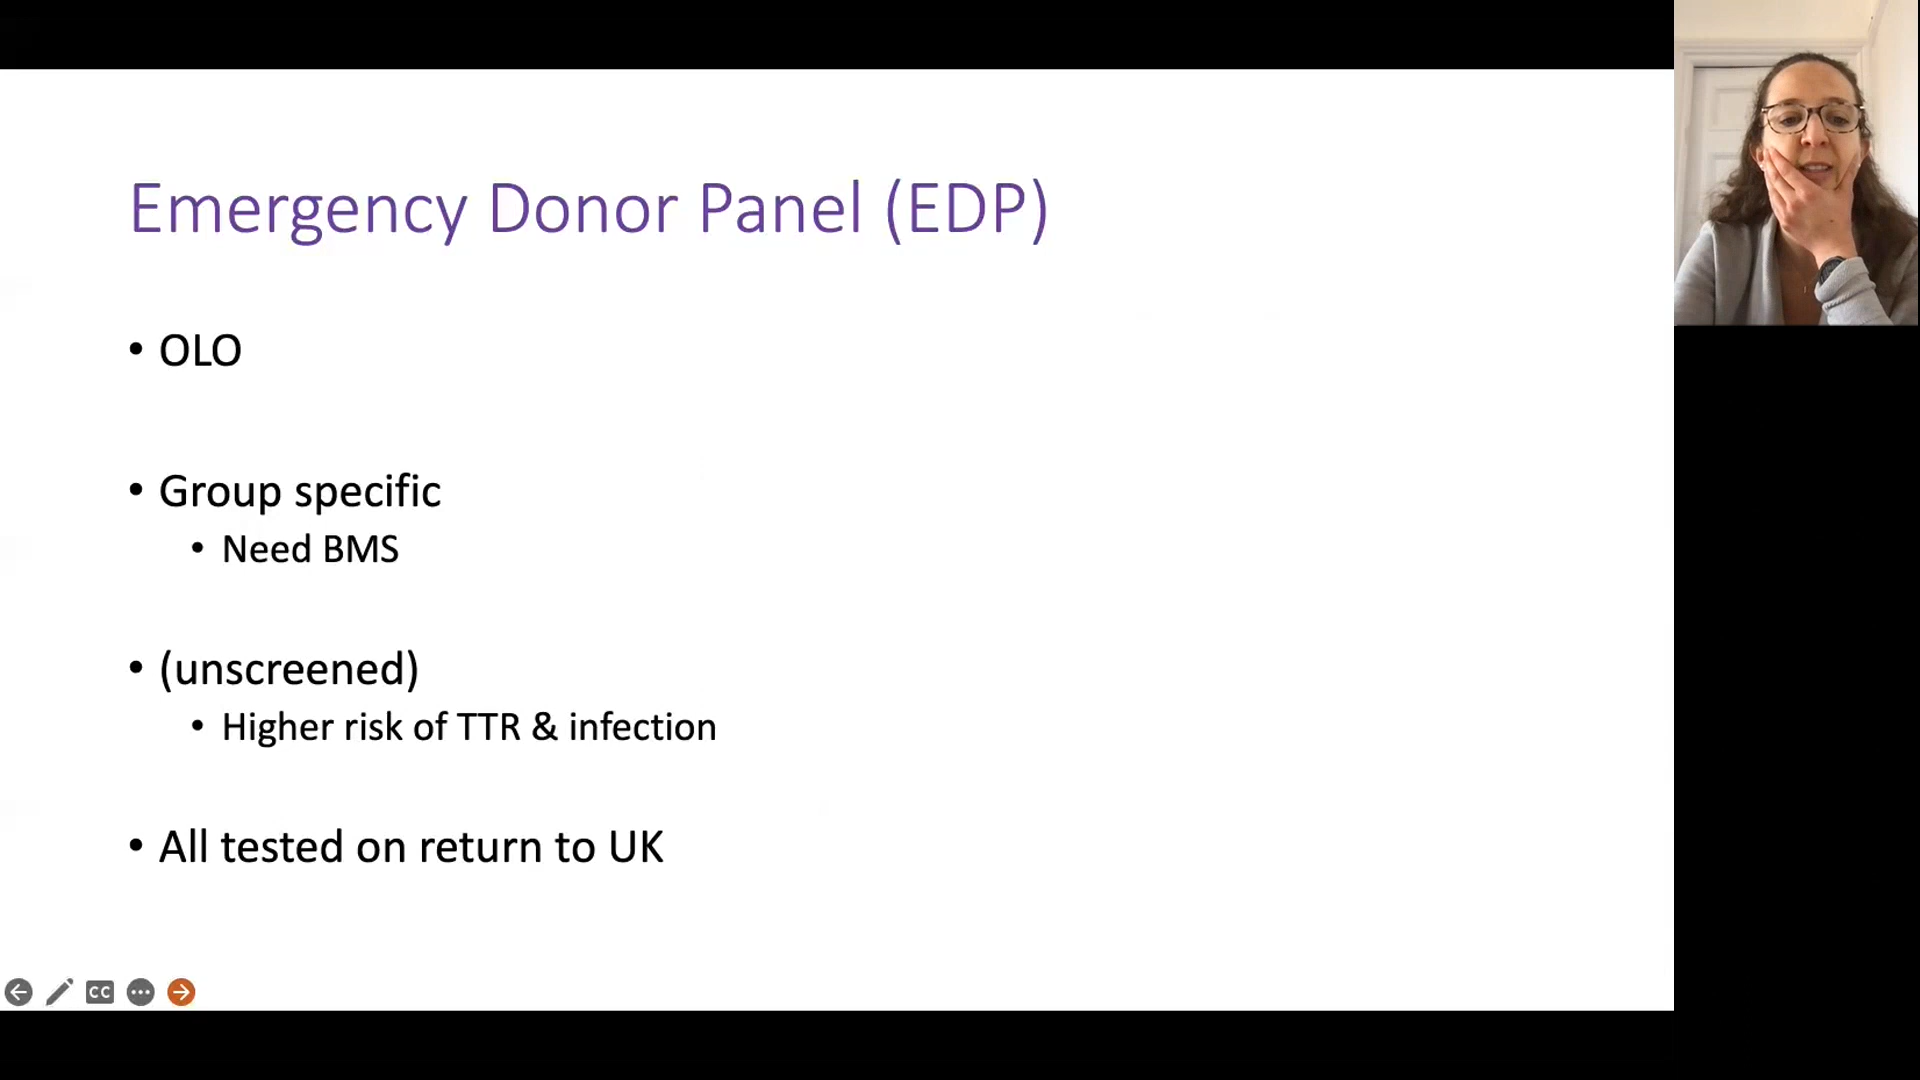 Emergency Donor Panel (EDP)
• OLO
• Group specific
• Need BMS
• (unscreened)
• Higher risk of TTR & infection
• All tested on return to UK
CC